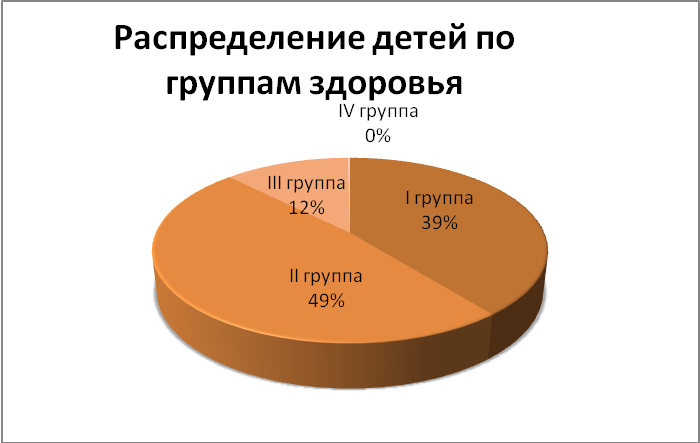 Распределение детей по
группам здоровья
IV группа
0%
III группа
12%
I группа
39%
II группа
49%